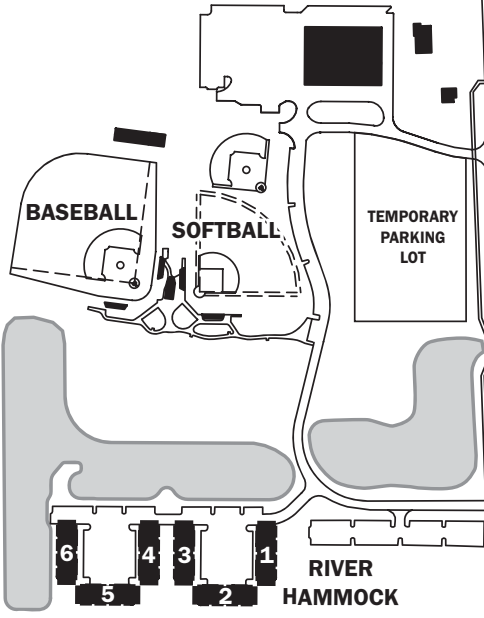 BASEBALL
SOFTBALL
TEMPORARY
PARKING
LOT
6
4
3
1
5
2
RIVER
HAMMOCK